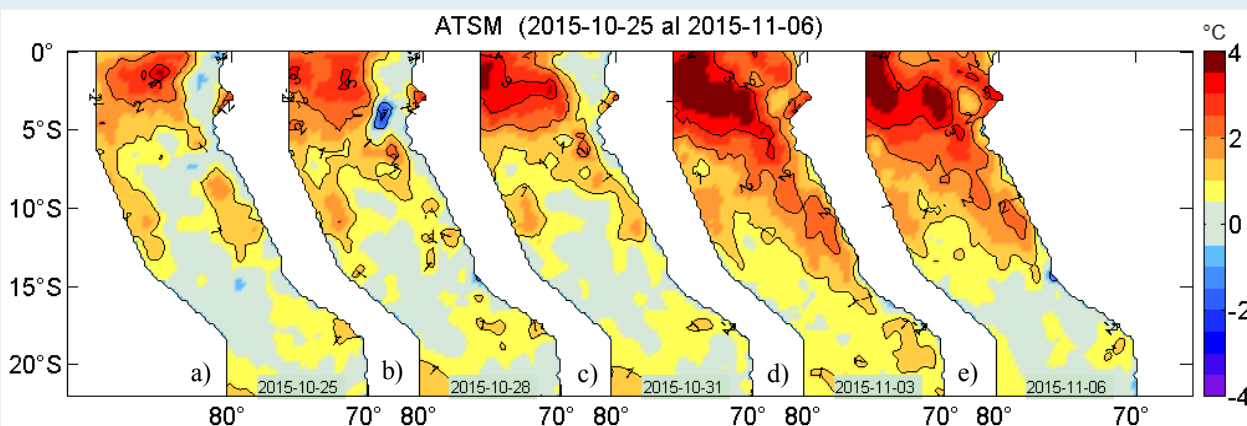 ATSM (2015-10-25 al 2015-11-06)
°C
0°
5°S
10°S
15°S
20°S
a) 2015-10-25
b) 2015-10-28
c) 2015-10-31
d) 2015-11-03
e) 2015-11-06
80° 70° 80° 70° 80° 70° 80° 70° 80° 70°
4
2
0
-2
-4